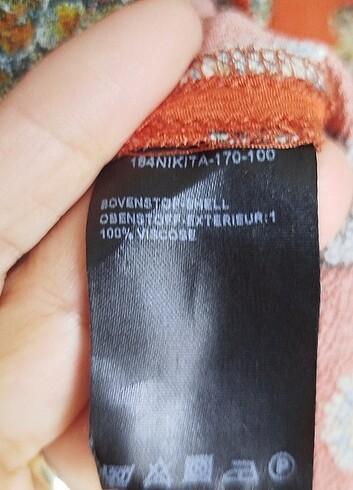 184NIKITA-170-100
BOVENSTOF-SHELL
OBENSTOFF-EXTERIEUR:1
100% VISCOSE
P